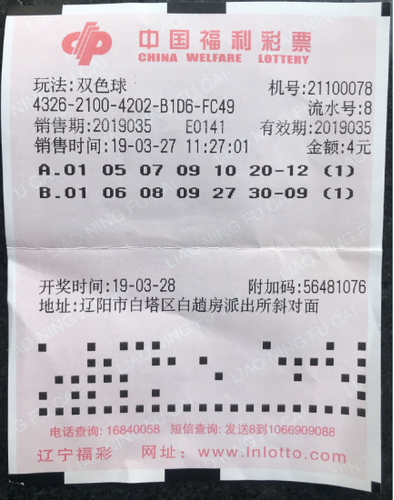 中国福利彩票
CHINA WELFARE LOTTERY
玩法:双色球 机号:21100078
4326-2100-4202-B1D6-FC49 流水号:8
销售期:2019035 E0141 有效期:2019035
销售时间:19-03-27 11:27:01 金额:4元
A.01 05 07 09 10 20-12 (1)
B.01 06 08 09 27 30-09 (1)
开奖时间:19-03-28 附加码:56481076
地址:辽阳市白塔区白趟房派出所斜对面
电话查询:16840058 短信查询:发送8到1066909088
辽宁福彩 网址:www.lnlotto.com